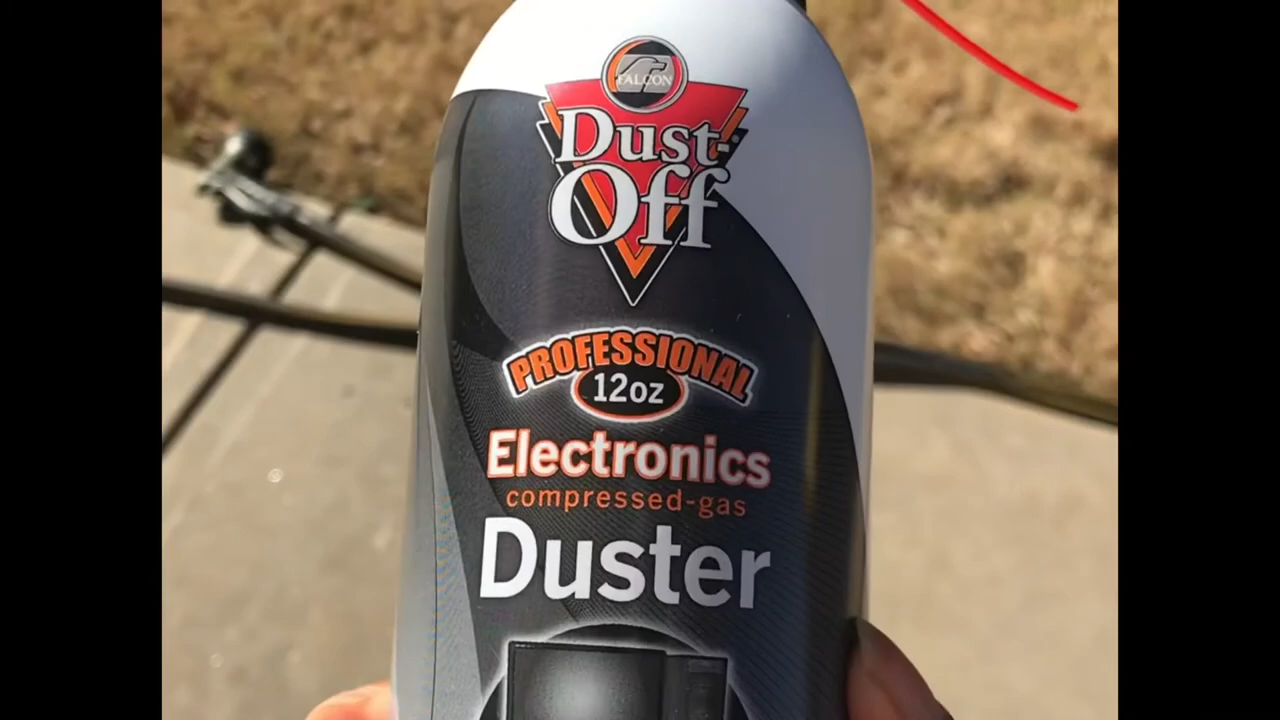 FALCON
Dust-
Off
PROFESSIONAL
12oz
Electronics
compressed-gas
Duster